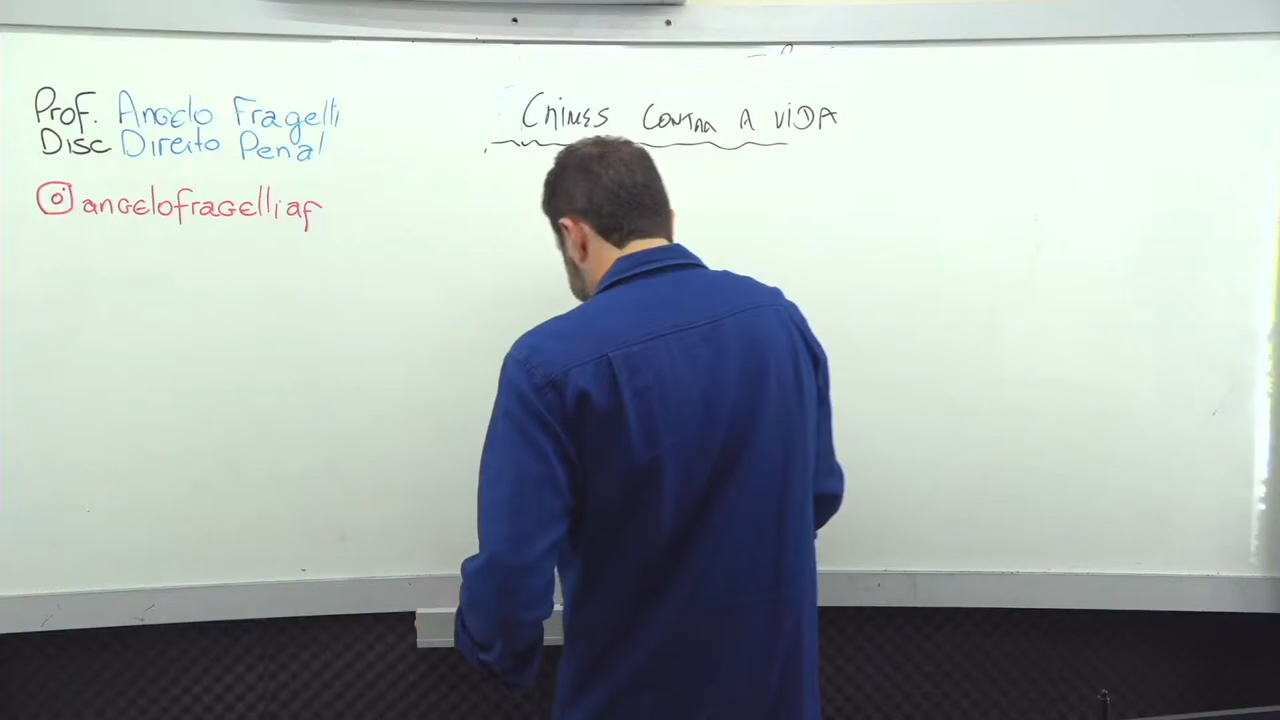 Prof. Angelo Fragelli
Disc Direito Penal
angelofragelliaf
CRIMES CONTRA A VIDA